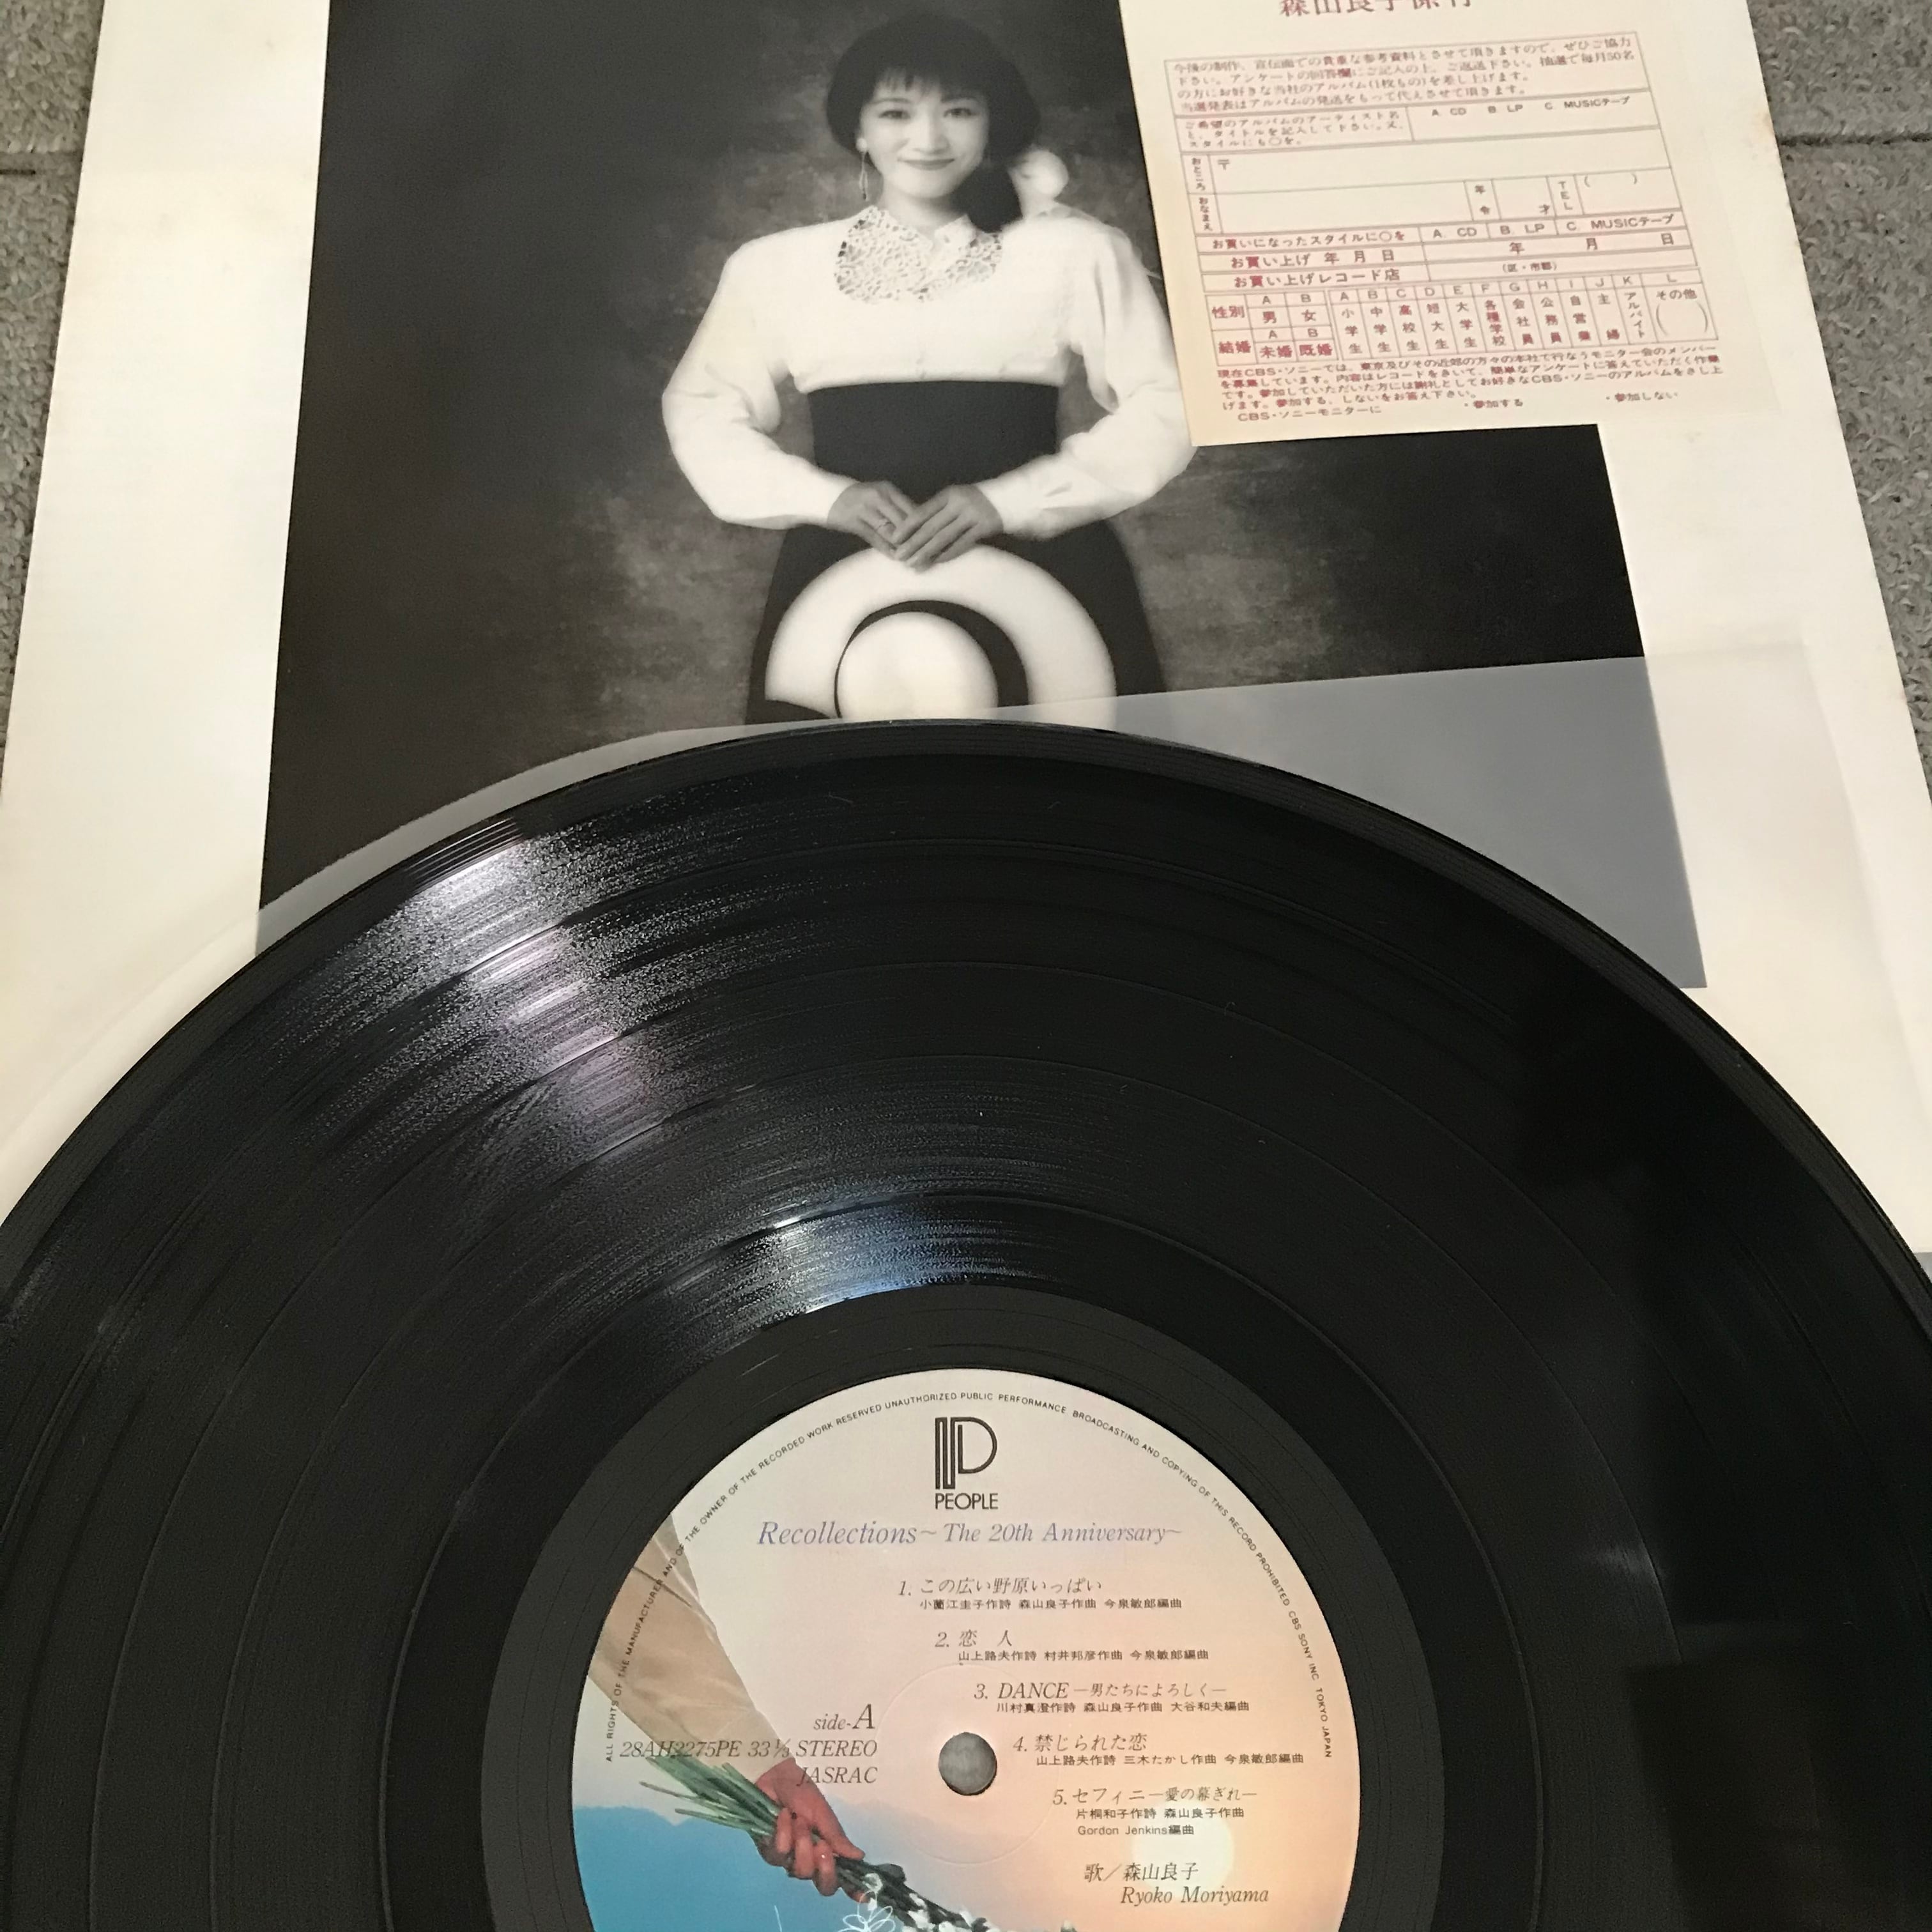 今後の制作、宣伝面での貴重な参考資料とさせて頂きますので、ぜひご協力
下さい。アンケートの回答欄にご記入の上、ご返送下さい。抽選で毎月50名
の方にお好きな当社のアルバム(1枚もの)を差し上げます。
当選発表はアルバムの発送をもって代えさせて頂きます。
ご希望のアルバムのアーティスト名
と、タイトルを記入して下さい。又、
スタイルにも○を。
A. CD B. LP C. MUSICテープ
おところ
〒
おなまえ
年令
才
TEL
( )
お買いになったスタイルに○を A. CD B. LP C. MUSICテープ
お買い上げ 年 月 日 年 月 日
お買い上げレコード店 (区・市郡)
性別 A 男 B 女
結婚 A 未婚 B 既婚
A 小学生 B 中学生 C 高校生 D 短大生 E 大学生 F 各種学校 G 会社員 H 公務員 I 自営業 J 主婦 K アルバイト L その他 ( )
現在CBS・ソニーでは、東京及びその近郊の方々の本社で行なうモニター会のメンバー
を募集しています。内容はレコードをきいて、簡単なアンケートに答えていただく作業
です。参加していただいた方には謝礼としてお好きなCBS・ソニーのアルバムをさし上
げます。参加する、しないをお答え下さい。
CBS・ソニーモニターに ・参加する ・参加しない
ALL RIGHTS OF THE MANUFACTURER AND OF THE OWNER OF THE RECORDED WORK RESERVED UNAUTHORIZED PUBLIC PERFORMANCE BROADCASTING AND COPYING OF THIS RECORD PROHIBITED. CBS SONY INC. TOKYO JAPAN
PEOPLE
Recollections～The 20th Anniversary～
1. この広い野原いっぱい
小薗江圭子作詩 森山良子作曲 今泉敏郎編曲
2. 恋 人
山上路夫作詩 村井邦彦作曲 今泉敏郎編曲
3. DANCE —男たちによろしく—
川村真澄作詩 森山良子作曲 大谷和夫編曲
side-A
28AH2275PE 33⅓ STEREO
JASRAC
4. 禁じられた恋
山上路夫作詩 三木たかし作曲 今泉敏郎編曲
5. セフィニ—愛の幕ぎれ—
片桐和子作詩 森山良子作曲
Gordon Jenkins編曲
歌／森山良子
Ryoko Moriyama